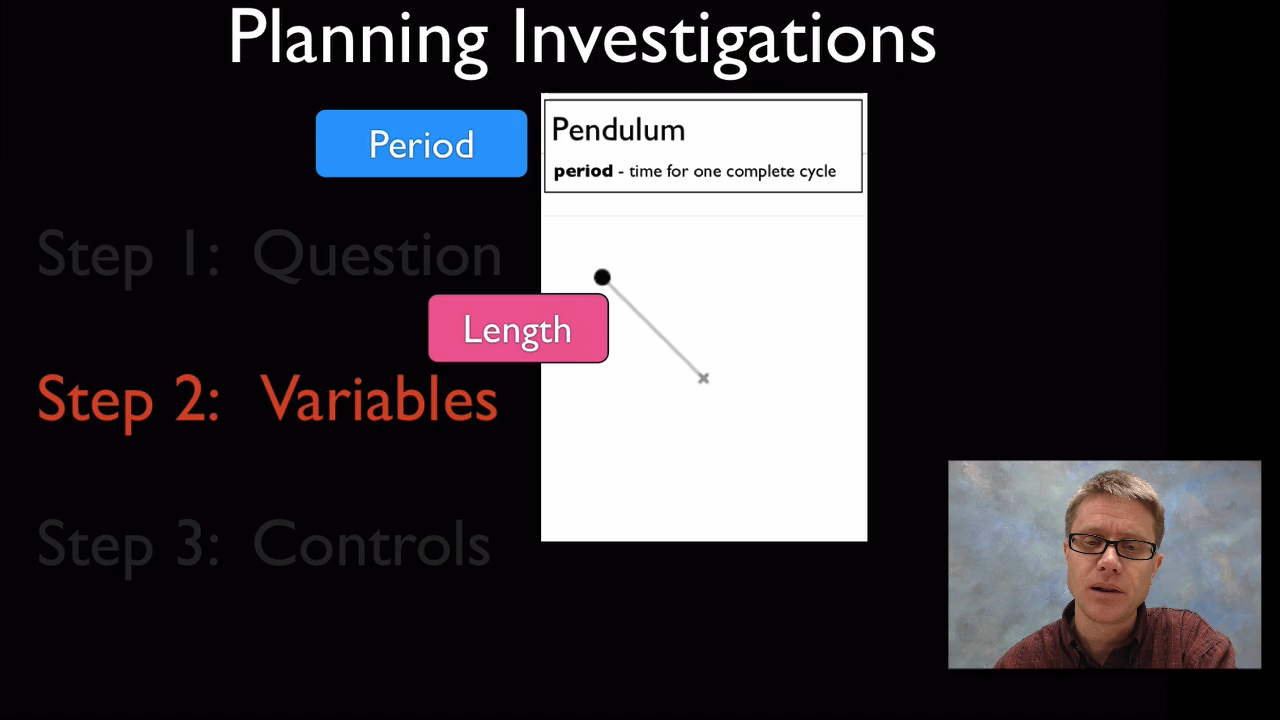 Planning Investigations
Period
Pendulum
period - time for one complete cycle
Step 1: Question
Length
Step 2: Variables
Step 3: Controls